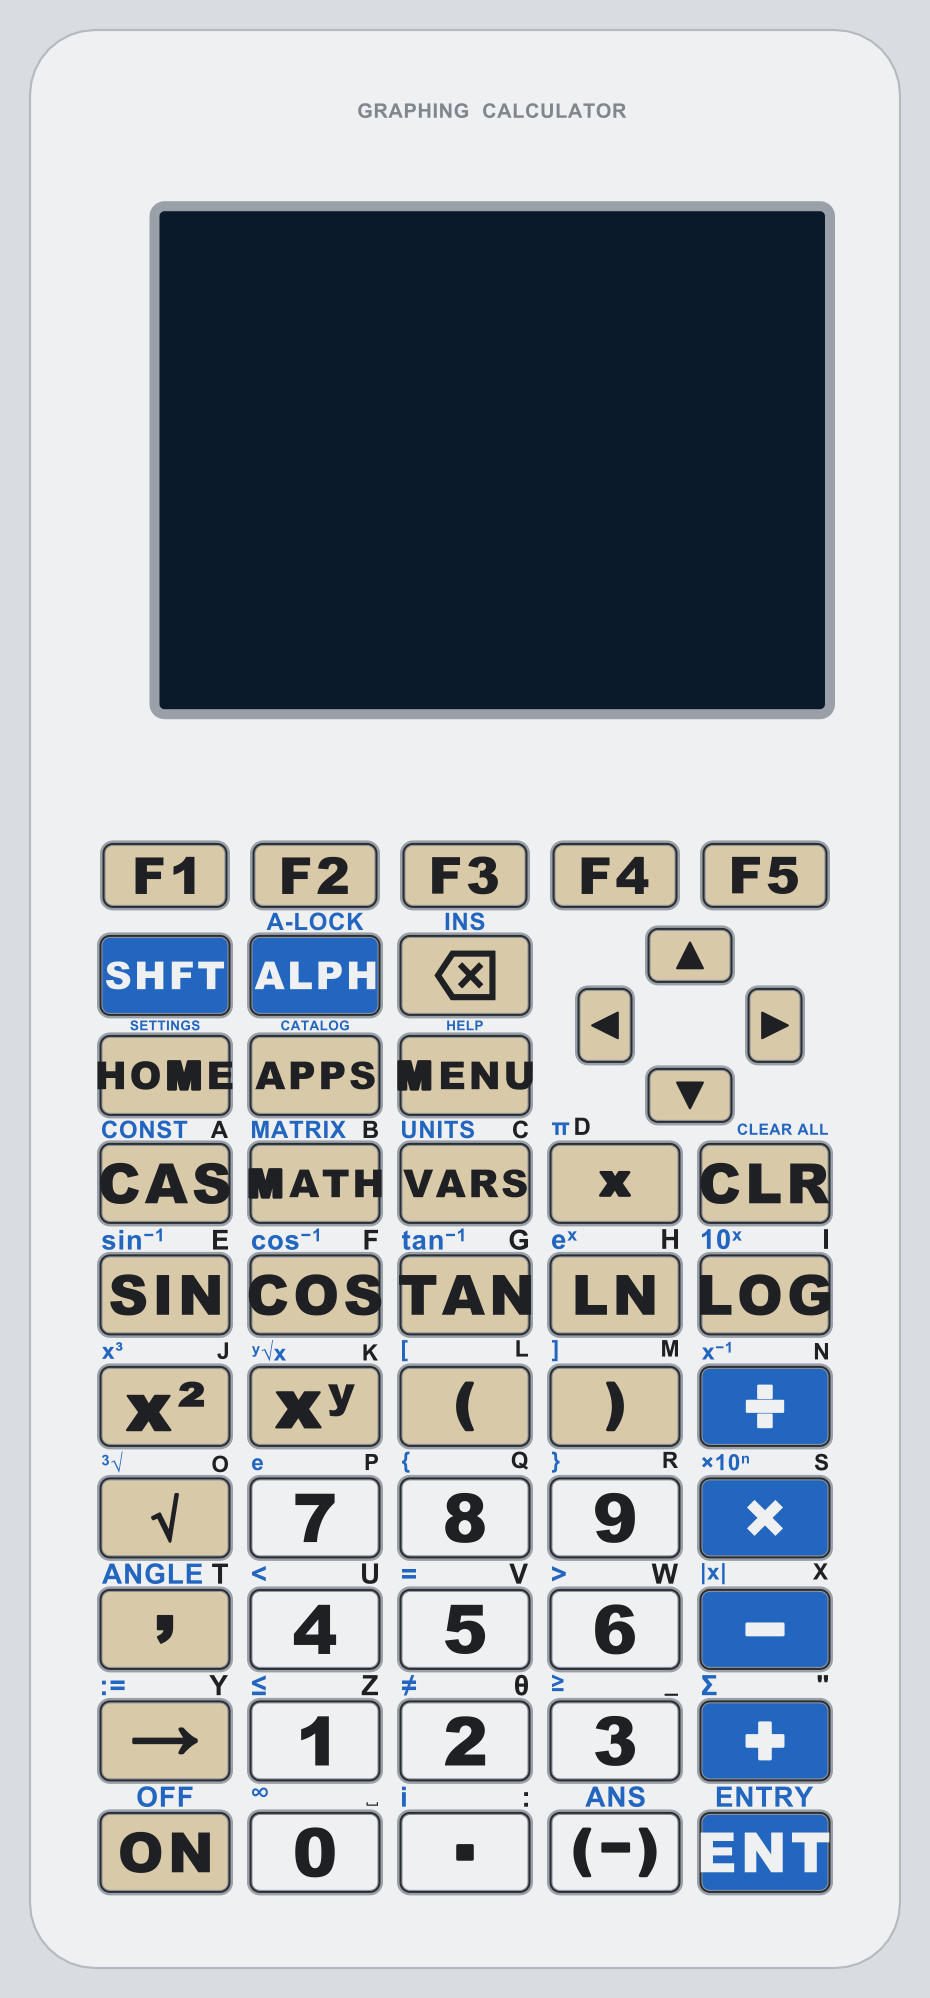 GRAPHING CALCULATOR
F1 F2 F3 F4 F5
A-LOCK INS
SHFT ALPH
SETTINGS CATALOG HELP
HOME APPS MENU
CONST A MATRIX B UNITS C π D CLEAR ALL
CAS MATH VARS x CLR
sin⁻¹ E cos⁻¹ F tan⁻¹ G eˣ H 10ˣ I
SIN COS TAN LN LOG
x³ J ʸ√x K [ L ] M x⁻¹ N
x² xʸ ( ) ÷
³√ O e P { Q } R ×10ⁿ S
√ 7 8 9 ×
ANGLE T < U = V > W |x| X
, 4 5 6 −
:= Y ≤ Z ≠ θ ≥ _ Σ "
→ 1 2 3 +
OFF ∞ ⎵ i : ANS ENTRY
ON 0 . (−) ENT